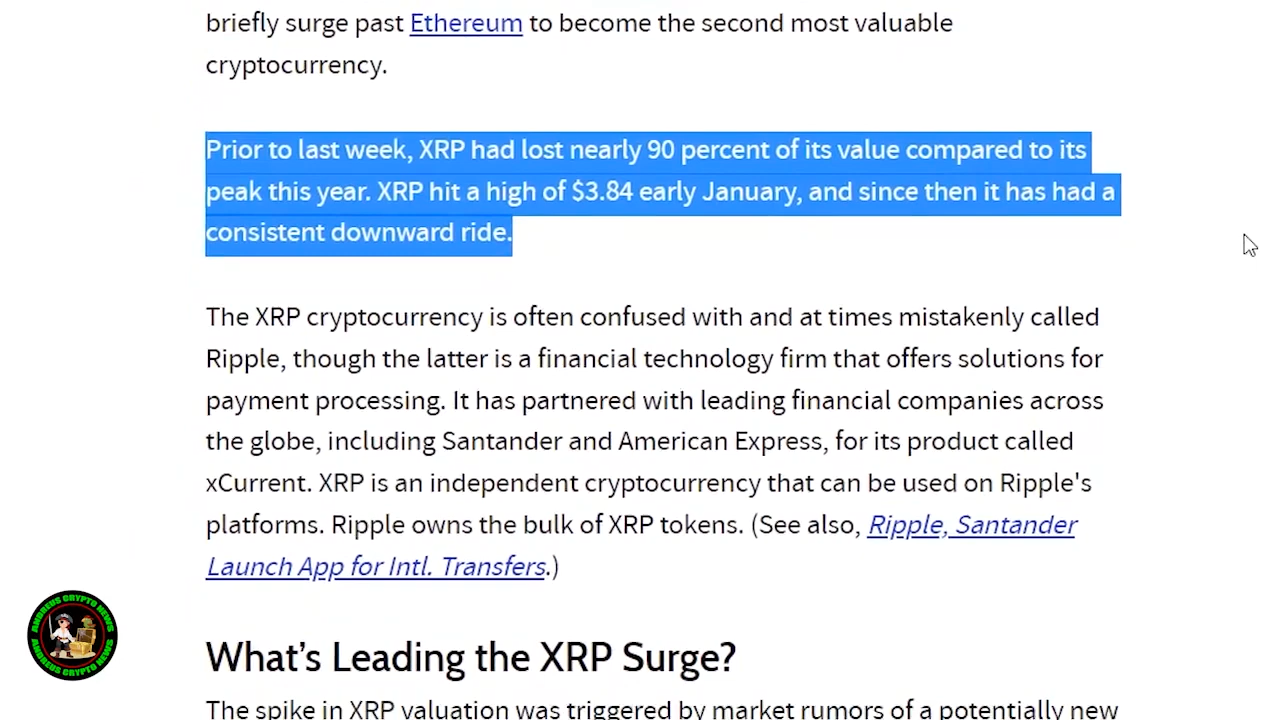 briefly surge past Ethereum to become the second most valuable
cryptocurrency.
Prior to last week, XRP had lost nearly 90 percent of its value compared to its
peak this year. XRP hit a high of $3.84 early January, and since then it has had a
consistent downward ride.
The XRP cryptocurrency is often confused with and at times mistakenly called
Ripple, though the latter is a financial technology firm that offers solutions for
payment processing. It has partnered with leading financial companies across
the globe, including Santander and American Express, for its product called
xCurrent. XRP is an independent cryptocurrency that can be used on Ripple's
platforms. Ripple owns the bulk of XRP tokens. (See also, Ripple, Santander
Launch App for Intl. Transfers.)
ANDREUS CRYPTO NEWS
ANDREUS CRYPTO NEWS
What's Leading the XRP Surge?
The spike in XRP valuation was triggered by market rumors of a potentially new